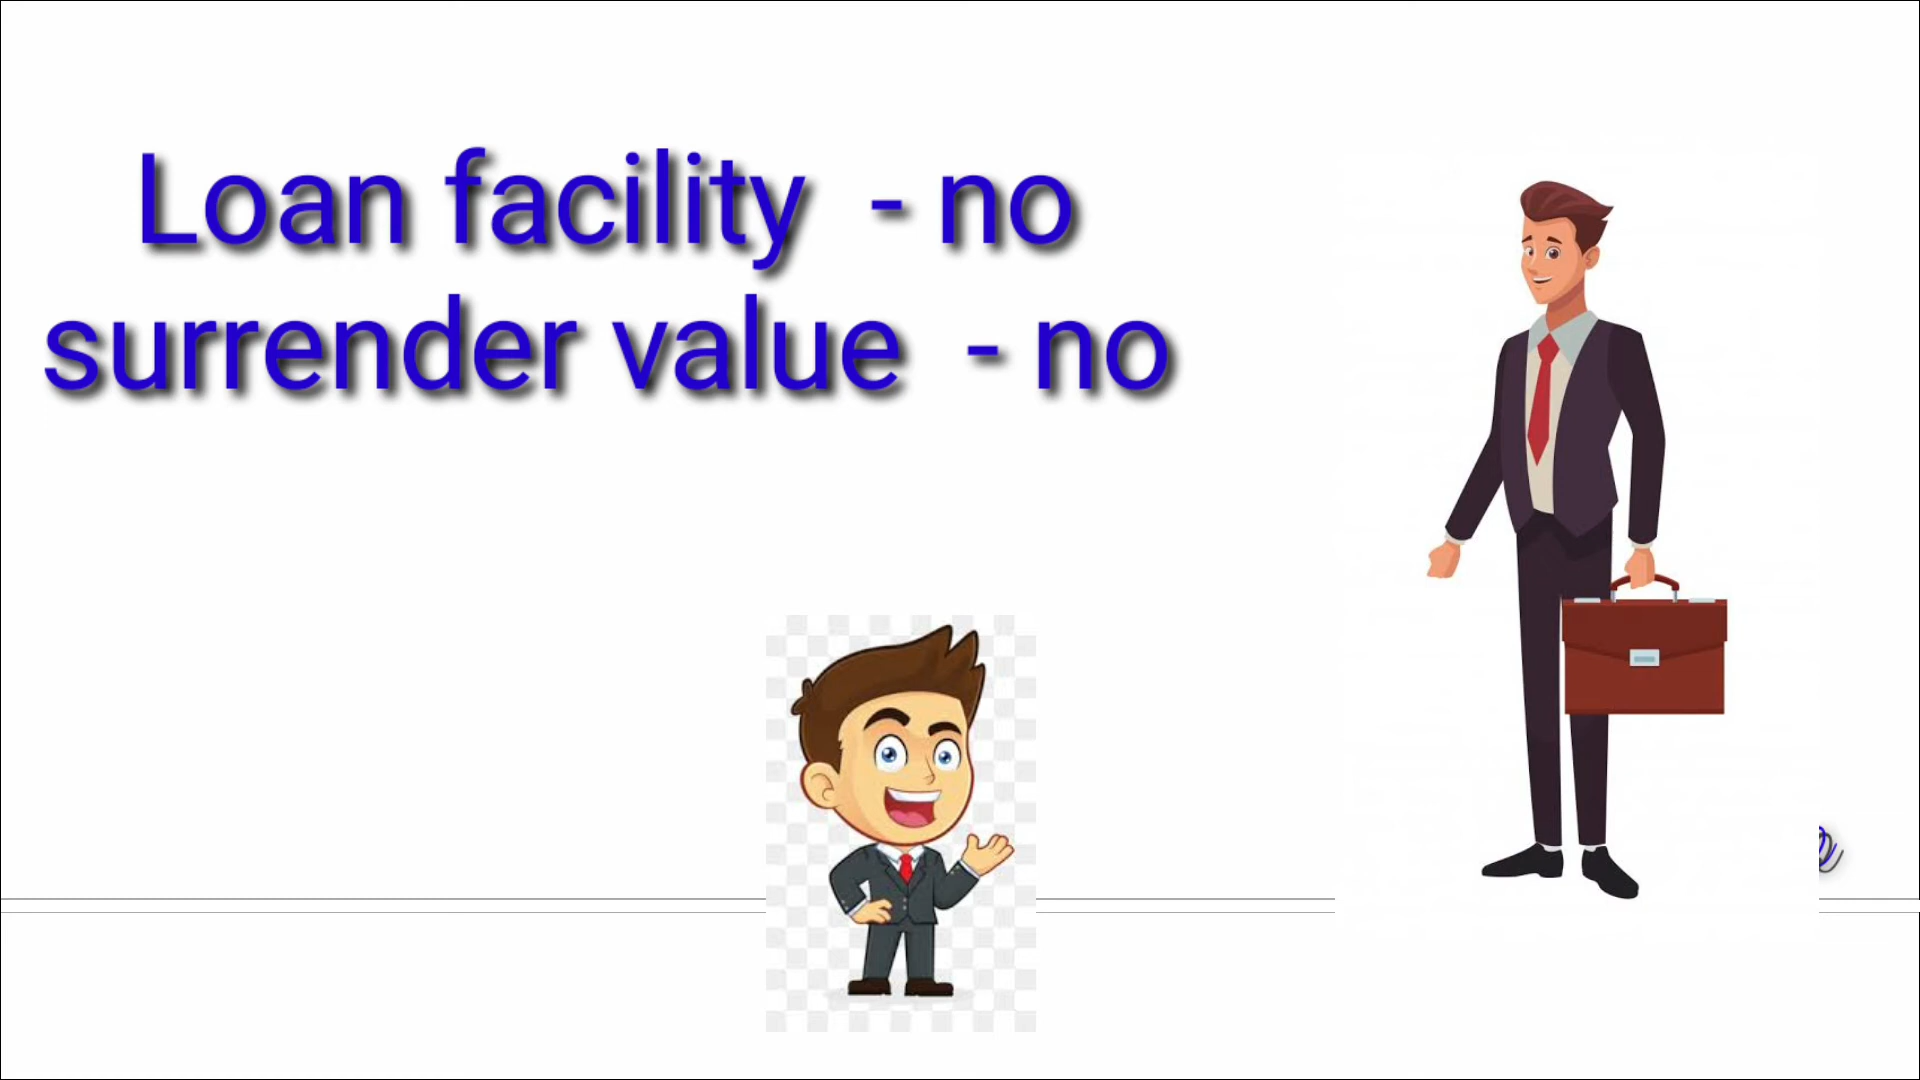 Loan facility - no
surrender value - no